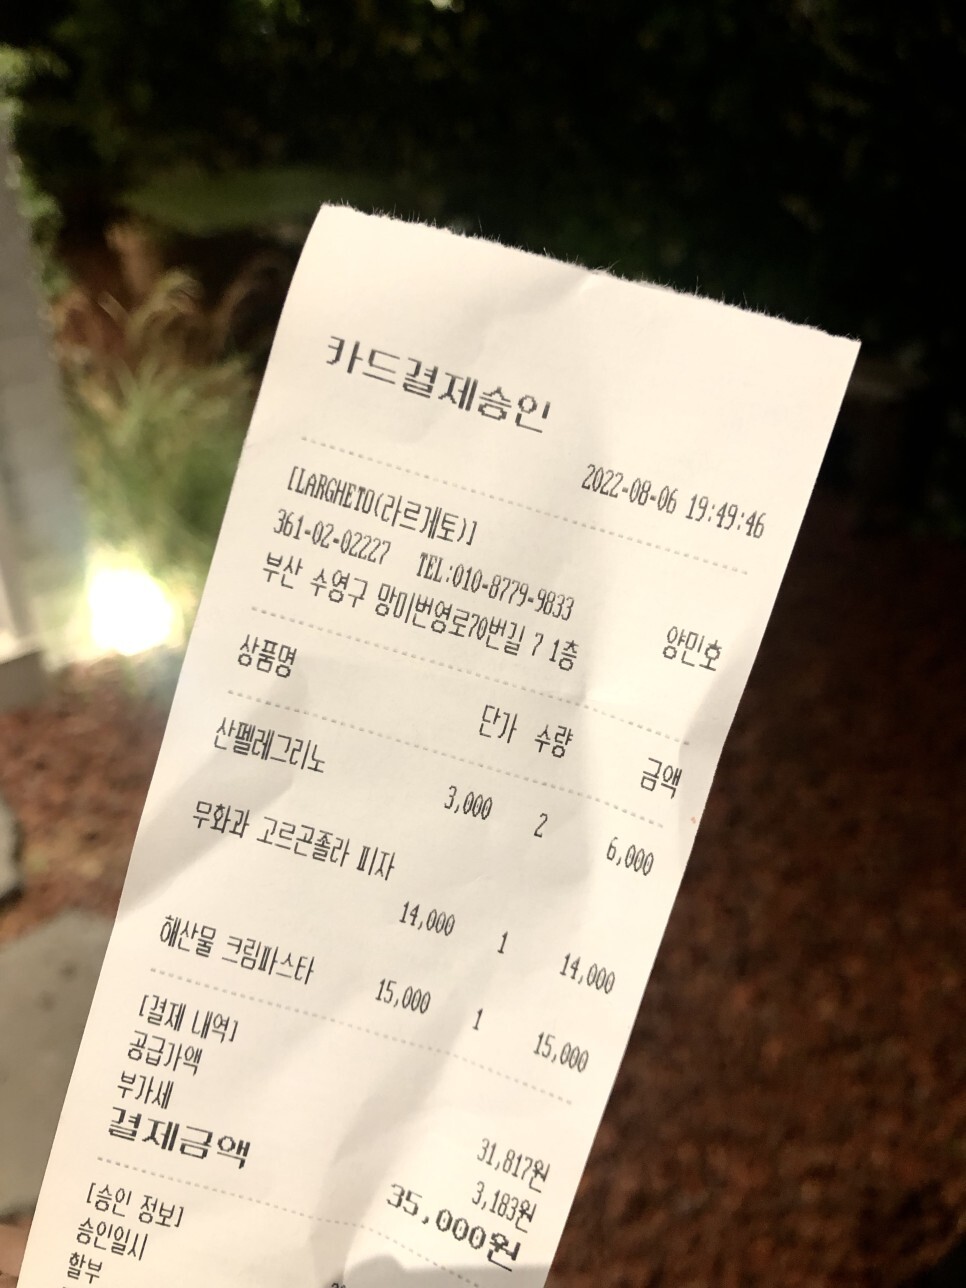 카드결제승인
2022-08-06 19:49:46
[LARGHETO(라르게토)]
361-02-02227 TEL:010-8779-9833 양민호
부산 수영구 망미번영로70번길 7 1층
상품명 단가 수량 금액
산펠레그리노
3,000 2 6,000
무화과 고르곤졸라 피자
14,000 1 14,000
해산물 크림파스타 15,000 1 15,000
[결제 내역]
공급가액 31,817원
부가세 3,183원
결제금액 35,000원
[승인 정보]
승인일시
할부